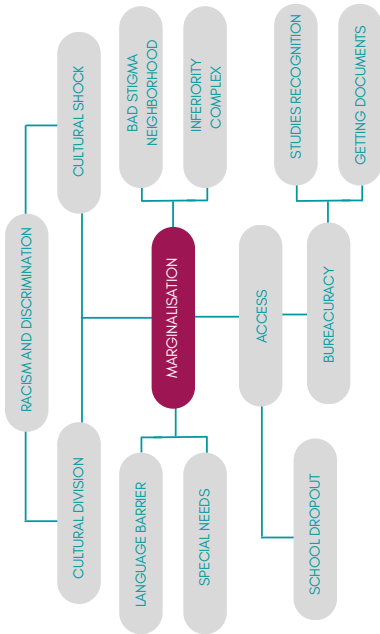 RACISM AND DISCRIMINATION
CULTURAL DIVISION
CULTURAL SHOCK
LANGUAGE BARRIER
BAD STIGMA
NEIGHBORHOOD
MARGINALISATION
SPECIAL NEEDS
INFERIORITY
COMPLEX
ACCESS
STUDIES RECOGNITION
SCHOOL DROPOUT
BUREACURACY
GETTING DOCUMENTS